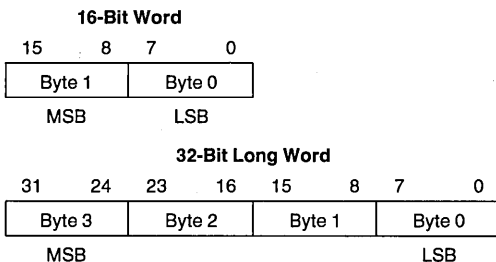 16-Bit Word
15 8 7 0
Byte 1 Byte 0
MSB LSB
32-Bit Long Word
31 24 23 16 15 8 7 0
Byte 3 Byte 2 Byte 1 Byte 0
MSB LSB